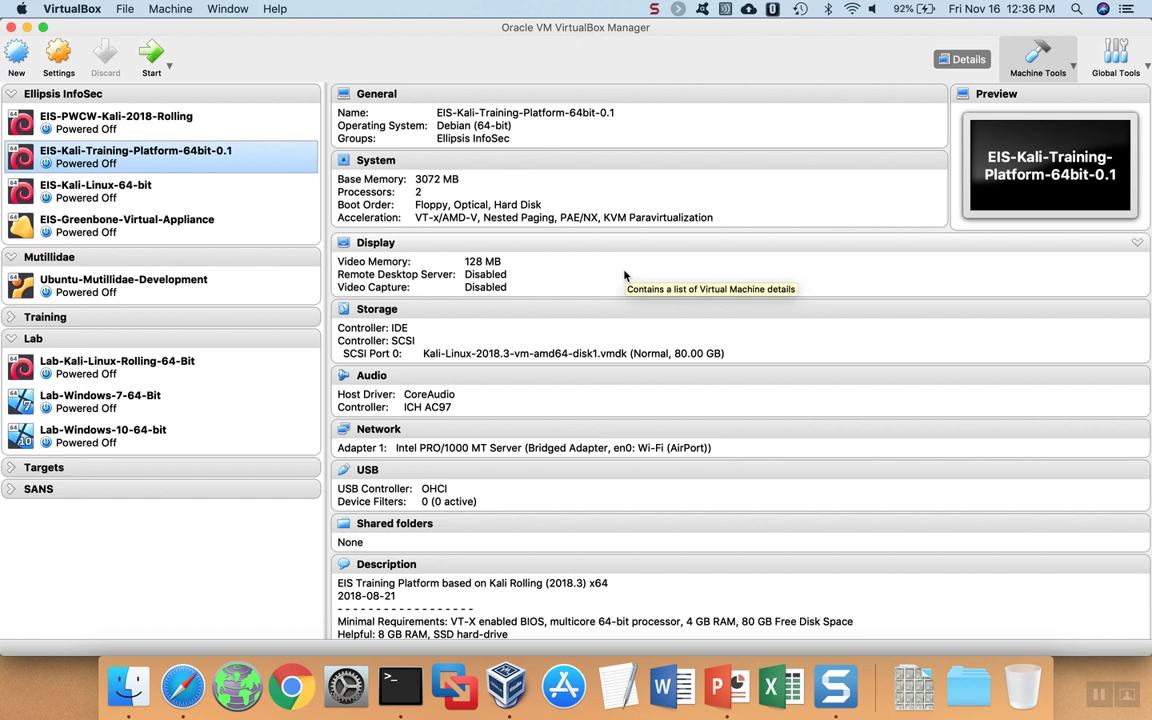 VirtualBox File Machine Window Help 92% Fri Nov 16 12:36 PM
Oracle VM VirtualBox Manager
New Settings Discard Start Details Machine Tools Global Tools
Ellipsis InfoSec
64 EIS-PWCW-Kali-2018-Rolling
Powered Off
64 EIS-Kali-Training-Platform-64bit-0.1
Powered Off
64 EIS-Kali-Linux-64-bit
Powered Off
64 EIS-Greenbone-Virtual-Appliance
Powered Off
Mutillidae
64 Ubuntu-Mutillidae-Development
Powered Off
Training
Lab
64 Lab-Kali-Linux-Rolling-64-Bit
Powered Off
64 7 Lab-Windows-7-64-Bit
Powered Off
64 10 Lab-Windows-10-64-bit
Powered Off
Targets
SANS
General
Name: EIS-Kali-Training-Platform-64bit-0.1
Operating System: Debian (64-bit)
Groups: Ellipsis InfoSec
System
Base Memory: 3072 MB
Processors: 2
Boot Order: Floppy, Optical, Hard Disk
Acceleration: VT-x/AMD-V, Nested Paging, PAE/NX, KVM Paravirtualization
Display
Video Memory: 128 MB
Remote Desktop Server: Disabled
Video Capture: Disabled
Contains a list of Virtual Machine details
Storage
Controller: IDE
Controller: SCSI
SCSI Port 0: Kali-Linux-2018.3-vm-amd64-disk1.vmdk (Normal, 80.00 GB)
Audio
Host Driver: CoreAudio
Controller: ICH AC97
Network
Adapter 1: Intel PRO/1000 MT Server (Bridged Adapter, en0: Wi-Fi (AirPort))
USB
USB Controller: OHCI
Device Filters: 0 (0 active)
Shared folders
None
Description
EIS Training Platform based on Kali Rolling (2018.3) x64
2018-08-21
- - - - - - - - - - - - - - - - - -
Minimal Requirements: VT-X enabled BIOS, multicore 64-bit processor, 4 GB RAM, 80 GB Free Disk Space
Helpful: 8 GB RAM, SSD hard-drive
Preview
EIS-Kali-Training-
Platform-64bit-0.1
>_ W P X S